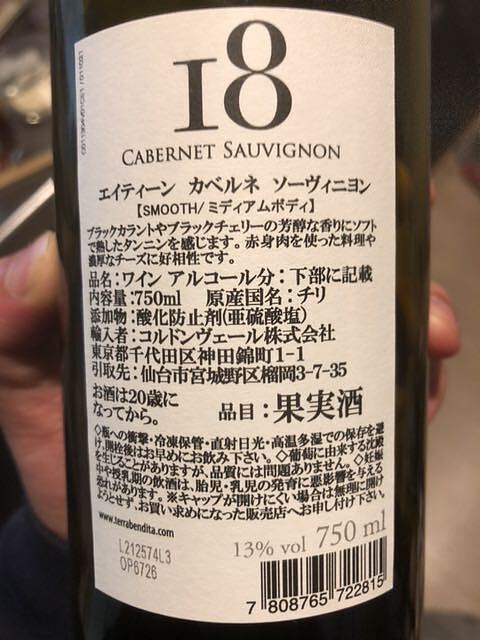 18
CABERNET SAUVIGNON
エイティーン カベルネ ソーヴィニヨン
【SMOOTH/ミディアムボディ】
ブラックカラントやブラックチェリーの芳醇な香りにソフト
で熟したタンニンを感じます。赤身肉を使った料理や
濃厚なチーズに好相性です。
品名:ワイン アルコール分:下部に記載
内容量:750ml 原産国名:チリ
添加物:酸化防止剤(亜硫酸塩)
輸入者:コルドンヴェール株式会社
東京都千代田区神田錦町1-1
引取先:仙台市宮城野区榴岡3-7-35
お酒は20歳に
なってから。
品目:果実酒
◇瓶への衝撃・冷凍保管・直射日光・高温多湿での保存を避
け、開栓後はお早めにお飲み下さい。◇葡萄に由来する沈殿
を生じることがありますが、品質には問題ありません。◇妊娠
中や授乳期の飲酒は、胎児・乳児の発育に悪影響を与える
恐れがあります。※キャップが開けにくい場合は無理に開け
ようとせず、お買い求めになった販売店へお申し付け下さい。
www.terrabendita.com
L212574L3
OP6726
13% vol 750 ml
7 808765 722815